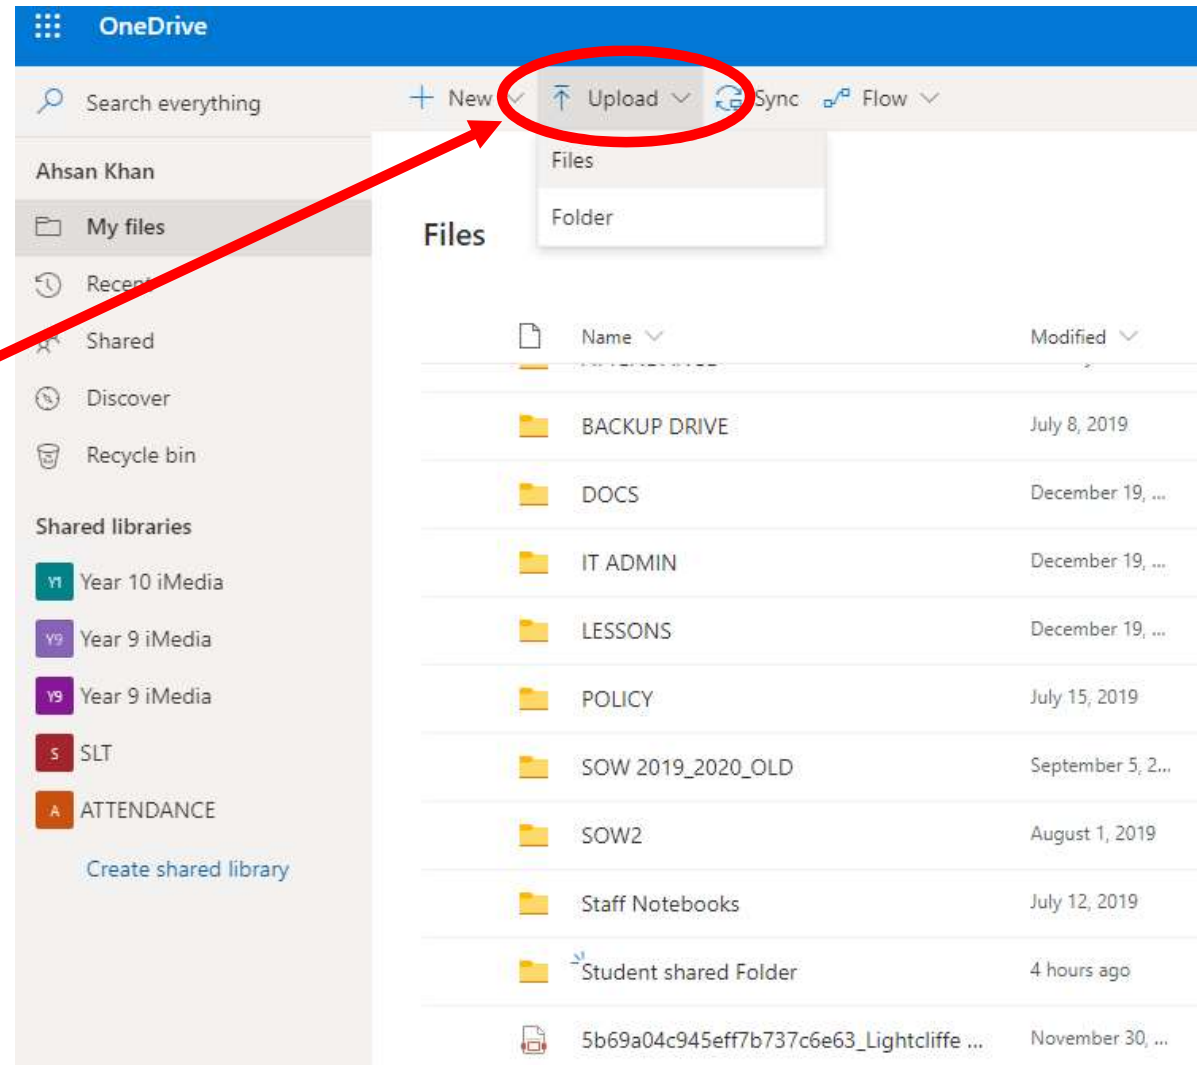 OneDrive
Search everything
New Upload Sync Flow
Ahsan Khan
My files
Recent
Shared
Discover
Recycle bin
Shared libraries
Y1 Year 10 iMedia
Y9 Year 9 iMedia
Y9 Year 9 iMedia
S SLT
A ATTENDANCE
Create shared library
Files
Folder
Files
Name Modified
BACKUP DRIVE July 8, 2019
DOCS December 19, ...
IT ADMIN December 19, ...
LESSONS December 19, ...
POLICY July 15, 2019
SOW 2019_2020_OLD September 5, 2...
SOW2 August 1, 2019
Staff Notebooks July 12, 2019
Student shared Folder 4 hours ago
5b69a04c945eff7b737c6e63_Lightcliffe ... November 30, ...